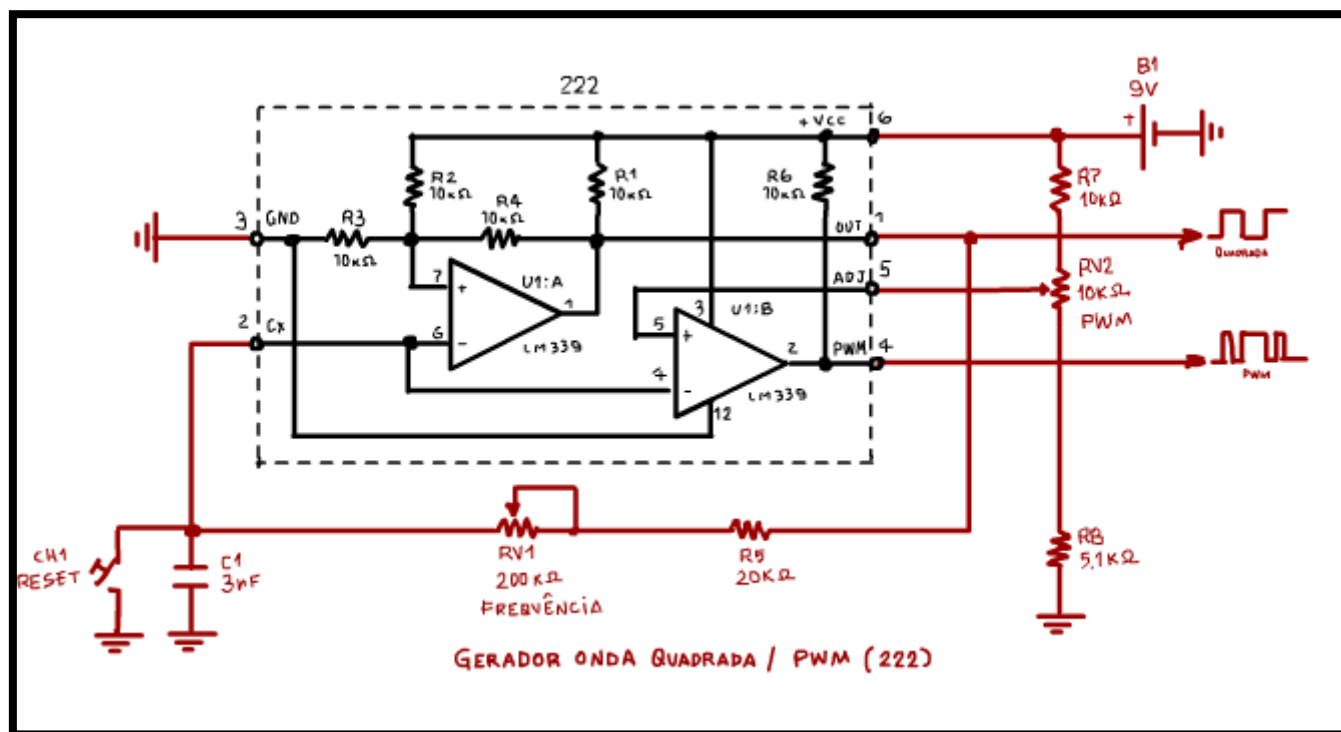 222
B1
9V
+
+Vcc
6
R2
10KΩ
R1
10KΩ
R6
10KΩ
R7
10KΩ
R4
10KΩ
3
GND
R3
10KΩ
OUT
1
QUADRADA
7
+
U1:A
1
ADJ
5
RV2
10KΩ
PWM
2
Cx
6
-
LM339
U1:B
3
5
+
2
PWM
4
PWM
-
LM339
12
CH1
RESET
C1
3nF
RV1
200KΩ
FREQUÊNCIA
R5
20KΩ
R8
5,1KΩ
GERADOR ONDA QUADRADA / PWM (222)